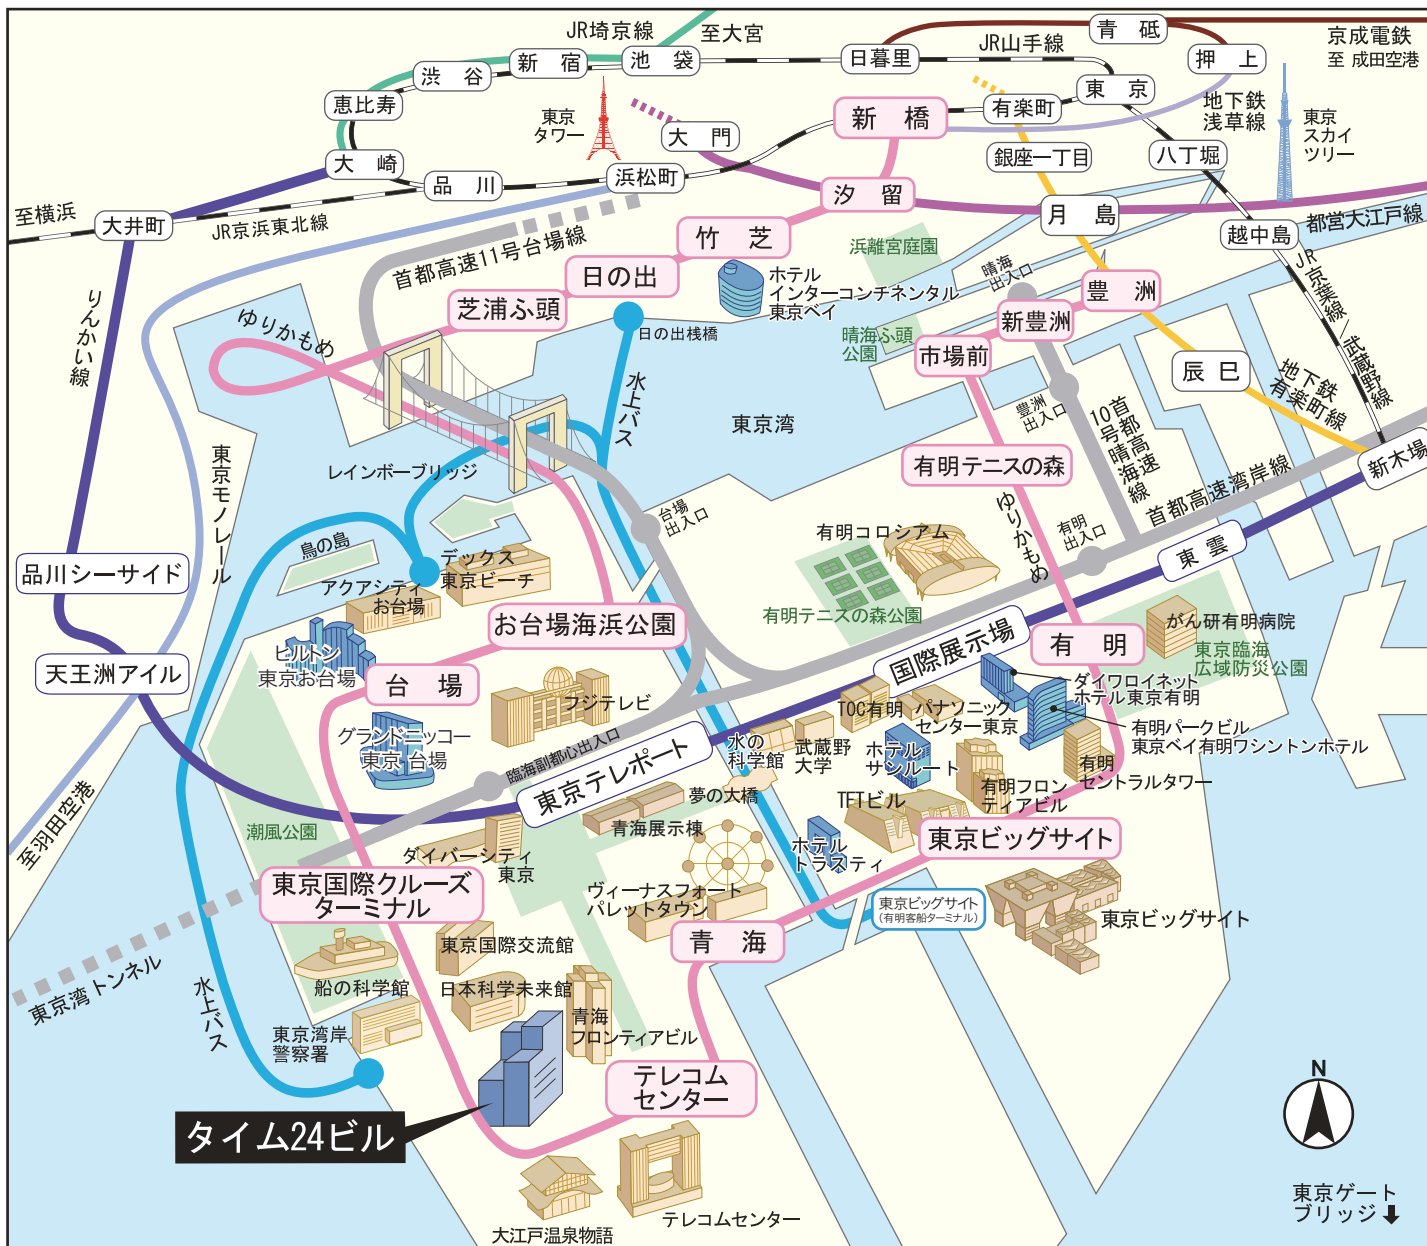 JR埼京線
至大宮
青砥
京成電鉄
至 成田空港
新宿
池袋
日暮里
JR山手線
押上
渋谷
恵比寿
東京
タワー
大門
新橋
有楽町
東京
地下鉄
浅草線
東京
スカイ
ツリー
大崎
品川
浜松町
銀座一丁目
八丁堀
至横浜
大井町
JR京浜東北線
汐留
月島
越中島
都営大江戸線
首都高速11号台場線
竹芝
浜離宮庭園
日の出
ホテル
インターコンチネンタル
東京ベイ
晴海
出入口
豊洲
JR京葉線/武蔵野線
りんかい線
ゆりかもめ
芝浦ふ頭
日の出桟橋
新豊洲
晴海ふ頭
公園
市場前
辰巳
地下鉄
有楽町線
水上バス
東京湾
豊洲
出入口
10号晴海線
首都高速
新木場
レインボーブリッジ
有明テニスの森
首都高速湾岸線
東京モノレール
台場
出入口
有明コロシアム
ゆりかもめ
有明
出入口
東雲
鳥の島
デックス
東京ビーチ
アクアシティ
お台場
品川シーサイド
お台場海浜公園
有明テニスの森公園
国際展示場
有明
がん研有明病院
東京臨海
広域防災公園
天王洲アイル
ヒルトン
東京お台場
台場
フジテレビ
ダイワロイネット
ホテル東京有明
TOC有明
パナソニック
センター東京
有明パークビル
東京ベイ有明ワシントンホテル
グランドニッコー
東京 台場
臨海副都心出入口
東京テレポート
水の
科学館
武蔵野
大学
ホテル
サンルート
有明フロン
ティアビル
有明
セントラルタワー
至羽田空港
潮風公園
夢の大橋
青海展示棟
TFTビル
ホテル
トラスティ
東京ビッグサイト
ダイバーシティ
東京
東京国際クルーズ
ターミナル
ヴィーナスフォート
パレットタウン
東京ビッグサイト
(有明客船ターミナル)
東京ビッグサイト
東京国際交流館
青海
東京湾トンネル
水上バス
船の科学館
日本科学未来館
東京湾岸
警察署
青海
フロンティアビル
テレコム
センター
タイム24ビル
N
大江戸温泉物語
テレコムセンター
東京ゲート
ブリッジ